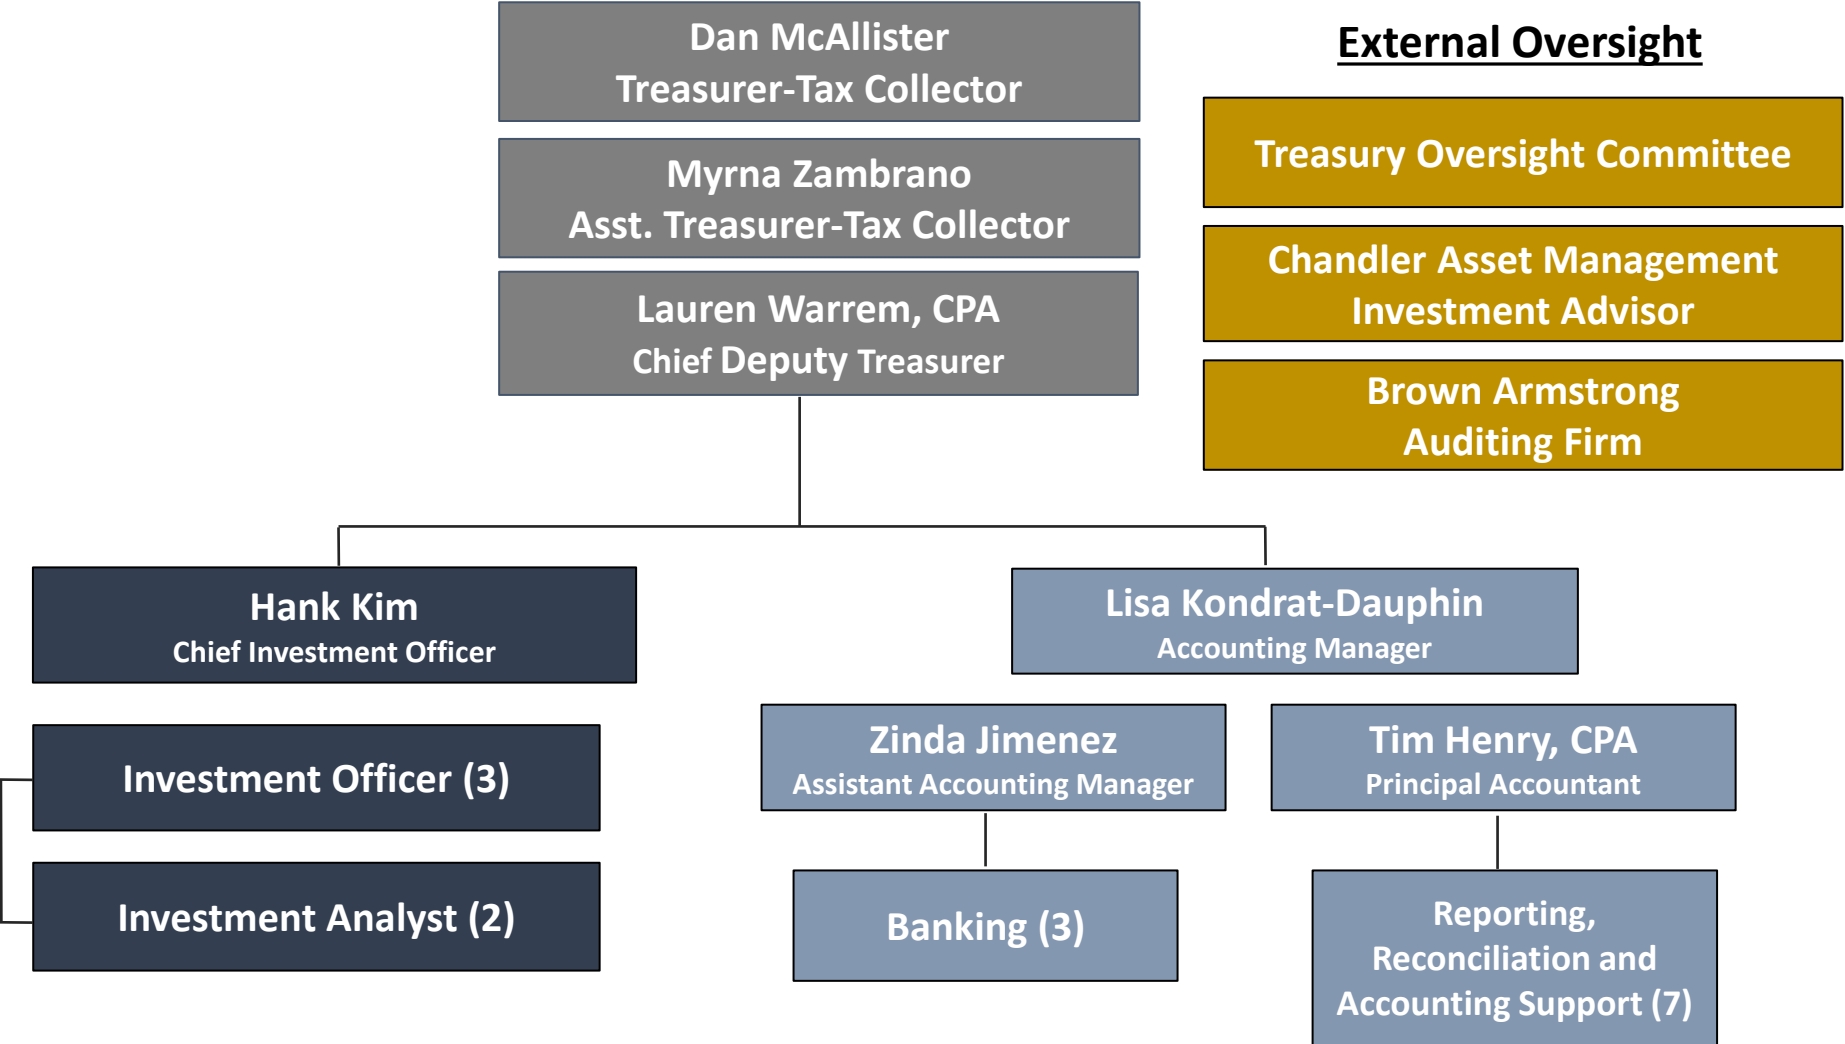 Dan McAllister
Treasurer-Tax Collector
Myrna Zambrano
Asst. Treasurer-Tax Collector
Lauren Warrem, CPA
Chief Deputy Treasurer
External Oversight
Treasury Oversight Committee
Chandler Asset Management
Investment Advisor
Brown Armstrong
Auditing Firm
Hank Kim
Chief Investment Officer
Investment Officer (3)
Investment Analyst (2)
Lisa Kondrat-Dauphin
Accounting Manager
Zinda Jimenez
Assistant Accounting Manager
Banking (3)
Tim Henry, CPA
Principal Accountant
Reporting,
Reconciliation and
Accounting Support (7)